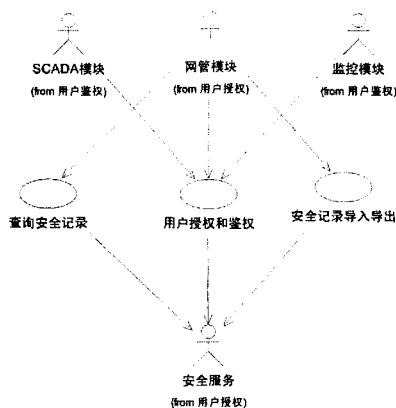 SCADA模块
(from 用户鉴权)
网管模块
(from 用户授权)
监控模块
(from 用户鉴权)
查询安全记录
用户授权和鉴权
安全记录导入导出
安全服务
(from 用户授权)